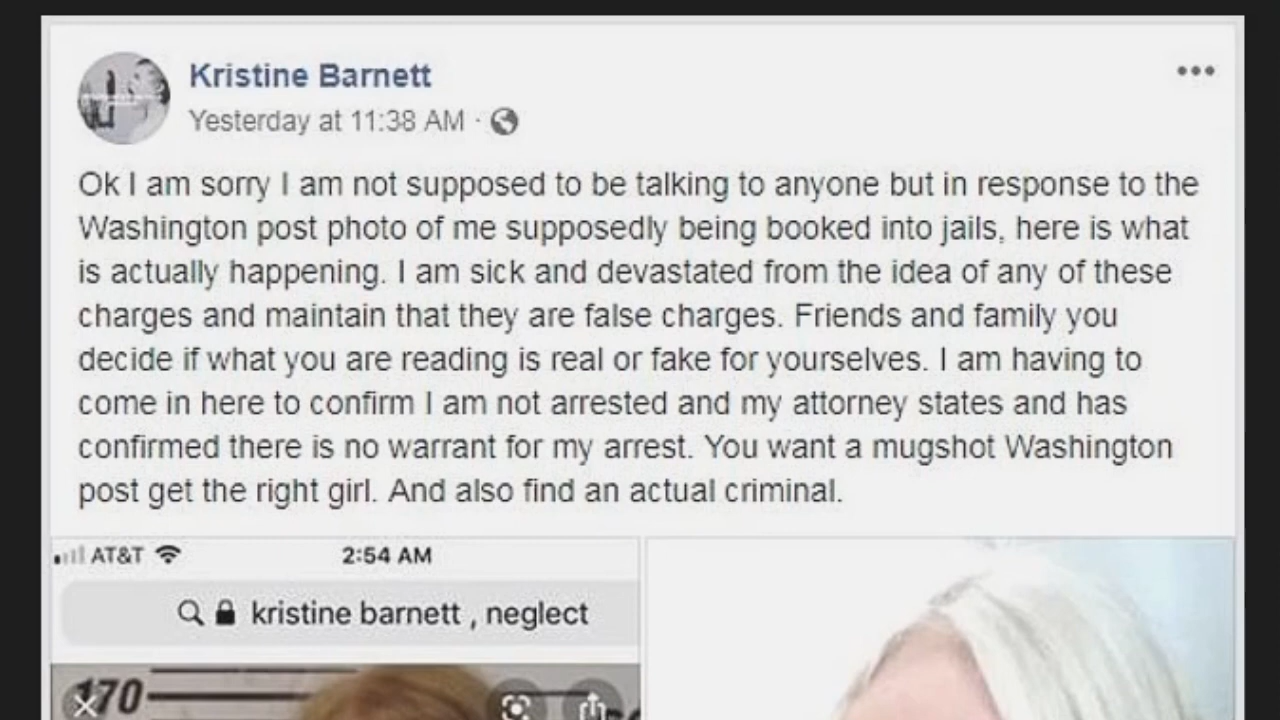 Kristine Barnett
Yesterday at 11:38 AM ·
Ok I am sorry I am not supposed to be talking to anyone but in response to the
Washington post photo of me supposedly being booked into jails, here is what
is actually happening. I am sick and devastated from the idea of any of these
charges and maintain that they are false charges. Friends and family you
decide if what you are reading is real or fake for yourselves. I am having to
come in here to confirm I am not arrested and my attorney states and has
confirmed there is no warrant for my arrest. You want a mugshot Washington
post get the right girl. And also find an actual criminal.
AT&T 2:54 AM
kristine barnett , neglect
170